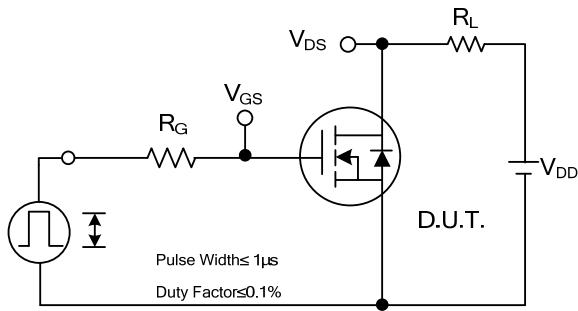 R_L
V_DS
V_GS
R_G
V_DD
D.U.T.
Pulse Width≤ 1μs
Duty Factor≤0.1%